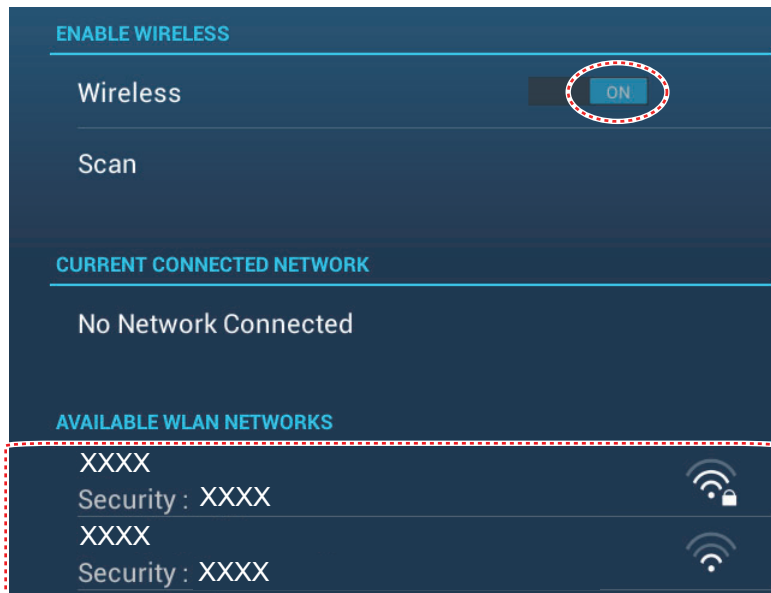 ENABLE WIRELESS
Wireless ON
Scan
CURRENT CONNECTED NETWORK
No Network Connected
AVAILABLE WLAN NETWORKS
XXXX
Security : XXXX
XXXX
Security : XXXX